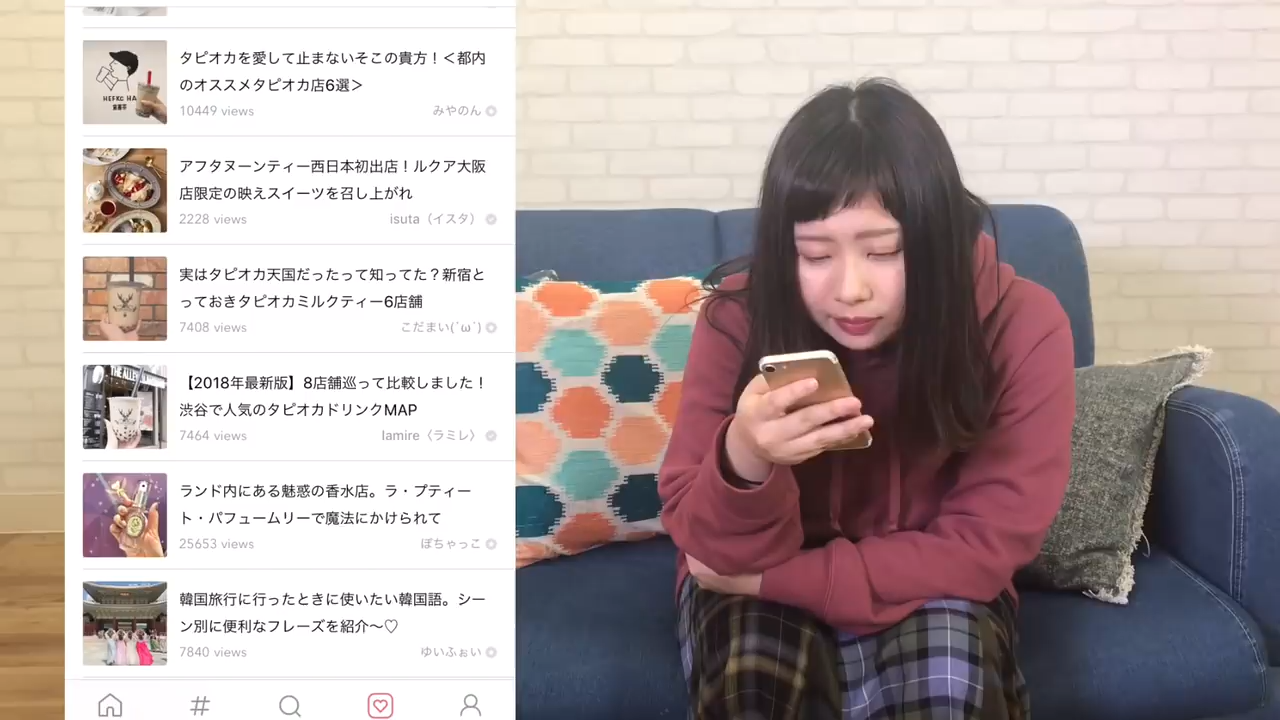 タピオカを愛して止まないそこの貴方！＜都内
のオススメタピオカ店6選＞
10449 views
みやのん
HEFKC HA
アフタヌーンティー西日本初出店！ルクア大阪
店限定の映えスイーツを召し上がれ
2228 views
isuta（イスタ）
実はタピオカ天国だったって知ってた？新宿と
っておきタピオカミルクティー6店舗
7408 views
こだまい(´ω`)
【2018年最新版】8店舗巡って比較しました！
渋谷で人気のタピオカドリンクMAP
7464 views
lamire〈ラミレ〉
THE ALLEY
ランド内にある魅惑の香水店。ラ・プティー
ト・パフュームリーで魔法にかけられて
25653 views
ぽちゃっこ
韓国旅行に行ったときに使いたい韓国語。シー
ン別に便利なフレーズを紹介〜♡
7840 views
ゆいふぉい